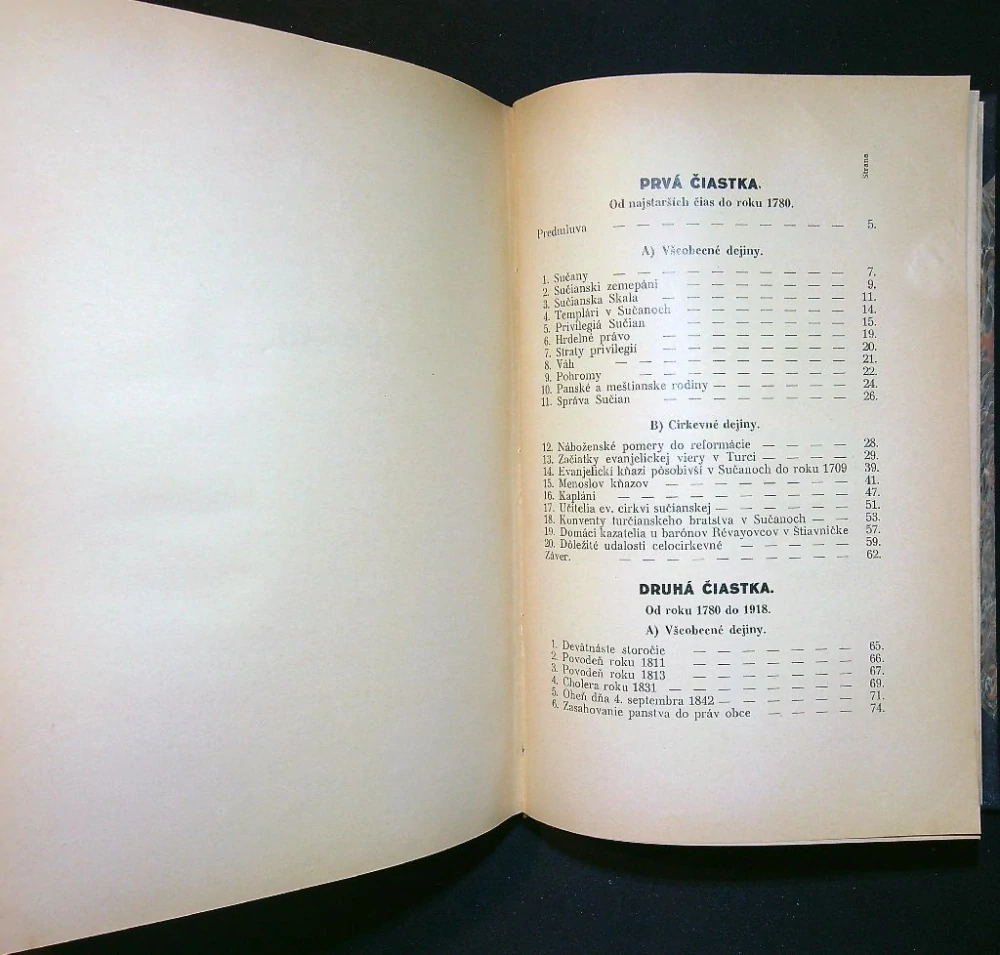 Strana
PRVÁ ČIASTKA.
Od najstarších čias do roku 1780.
Predmluva — — — — — — — — — — 5.
A) Všeobecné dejiny.
1. Sučany — — — — — — — — — — 7.
2. Sučianski zemepáni — — — — — — — 9.
3. Sučianska Skala — — — — — — — — 11.
4. Templári v Sučanoch — — — — — — — 14.
5. Privilegiá Sučian — — — — — — — — 15.
6. Hrdelné právo — — — — — — — — 19.
7. Straty privilegií — — — — — — — — 20.
8. Váh — — — — — — — — — — 21.
9. Pohromy — — — — — — — — — 22.
10. Panské a meštianske rodiny — — — — — — 24.
11. Správa Sučian — — — — — — — — 26.
B) Cirkevné dejiny.
12. Náboženské pomery do reformácie — — — — 28.
13. Začiatky evanjelickej viery v Turci — — — — 29.
14. Evanjelickí kňazi pôsobivší v Sučanoch do roku 1709 39.
15. Menoslov kňazov — — — — — — — — 41.
16. Kapláni — — — — — — — — — — 47.
17. Učitelia ev. cirkvi sučianskej — — — — — — 51.
18. Konventy turčianskeho bratstva v Sučanoch — — 53.
19. Domáci kazatelia u barónov Révayovcov v Štiavničke 57.
20. Dôležité udalosti celocirkevné — — — — — 59.
Záver. — — — — — — — — — — 62.
DRUHÁ ČIASTKA.
Od roku 1780 do 1918.
A) Všeobecné dejiny.
1. Devätnáste storočie — — — — — — — 65.
2. Povodeň roku 1811 — — — — — — — 66.
3. Povodeň roku 1813 — — — — — — — 67.
4. Cholera roku 1831 — — — — — — — — 69.
5. Oheň dňa 4. septembra 1842 — — — — — — 71.
6. Zasahovanie panstva do práv obce — — — — 74.